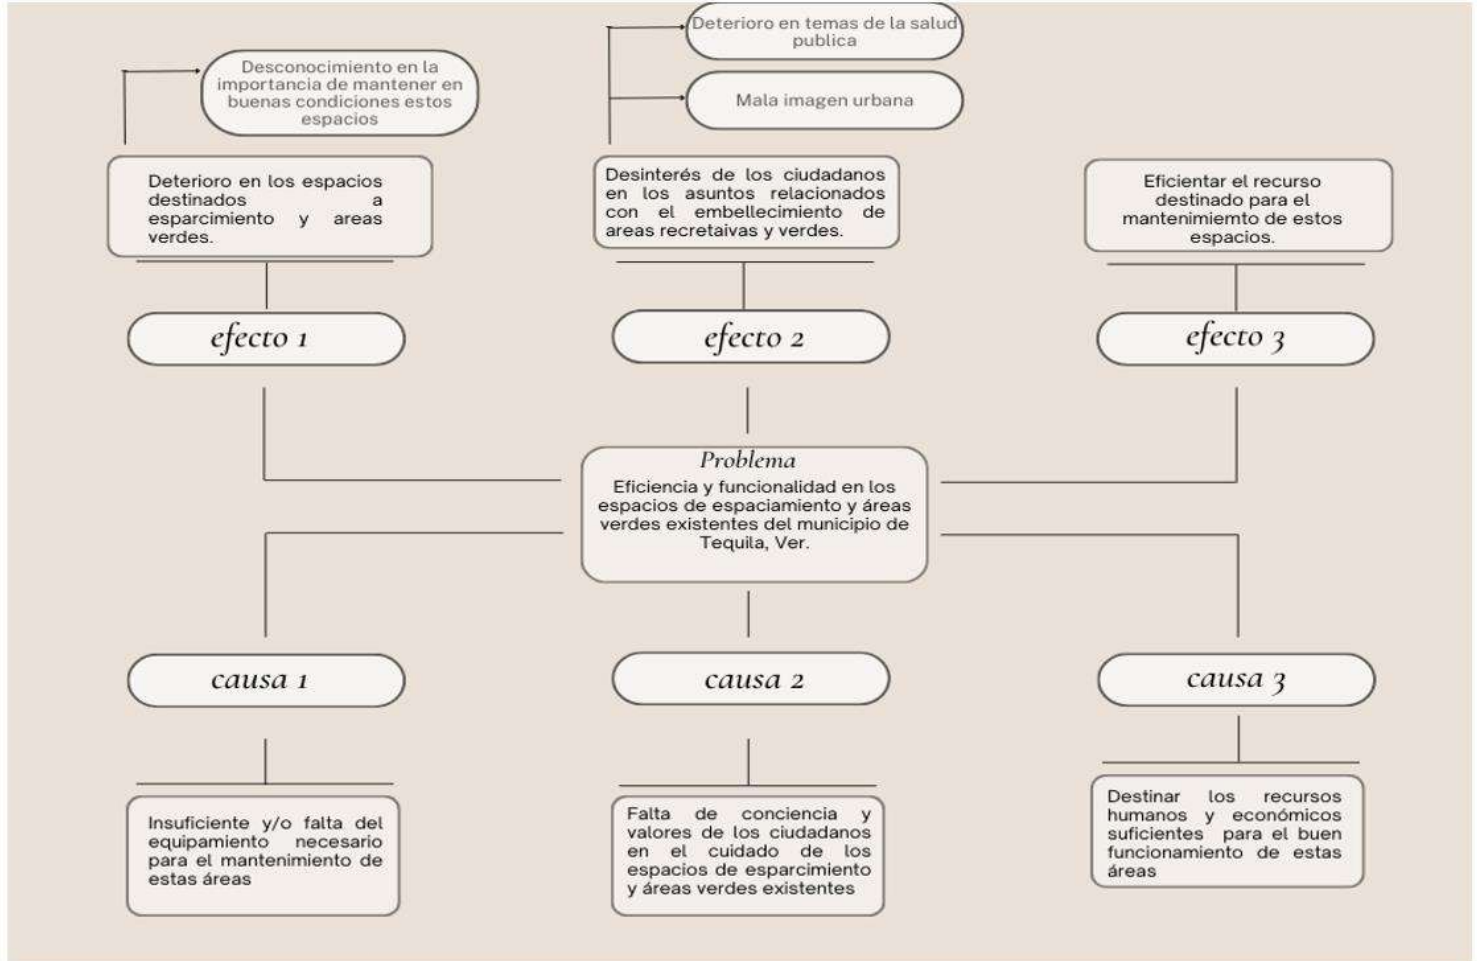 Deterioro en temas de la salud
publica
Desconocimiento en la
importancia de mantener en
buenas condiciones estos
espacios
Mala imagen urbana
Deterioro en los espacios
destinados a
esparcimiento y areas
verdes.
Desinterés de los ciudadanos
en los asuntos relacionados
con el embellecimiento de
areas recretaivas y verdes.
Eficientar el recurso
destinado para el
mantenimiemto de estos
espacios.
efecto 1
efecto 2
efecto 3
Problema
Eficiencia y funcionalidad en los
espacios de espaciamiento y áreas
verdes existentes del municipio de
Tequila, Ver.
causa 1
causa 2
causa 3
Insuficiente y/o falta del
equipamiento necesario
para el mantenimiento de
estas áreas
Falta de conciencia y
valores de los ciudadanos
en el cuidado de los
espacios de esparcimiento
y áreas verdes existentes
Destinar los recursos
humanos y económicos
suficientes para el buen
funcionamiento de estas
áreas